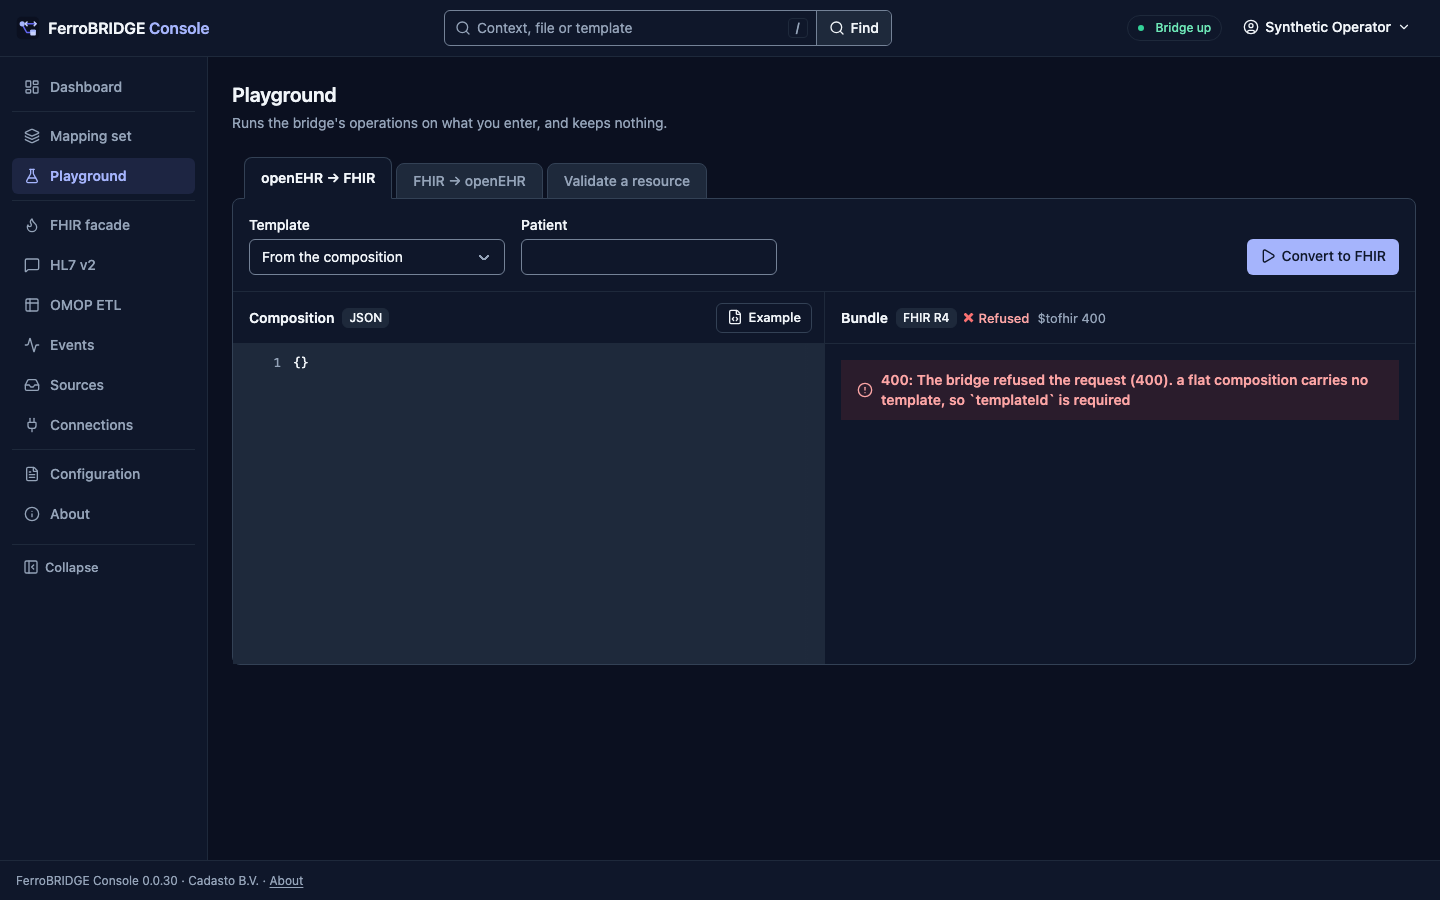 FerroBRIDGE Console
Context, file or template
/
Find
Bridge up
Synthetic Operator
Dashboard
Mapping set
Playground
FHIR facade
HL7 v2
OMOP ETL
Events
Sources
Connections
Configuration
About
Collapse
Playground
Runs the bridge's operations on what you enter, and keeps nothing.
openEHR → FHIR
FHIR → openEHR
Validate a resource
Template
Patient
From the composition
Convert to FHIR
Composition JSON
Example
Bundle FHIR R4 Refused $tofhir 400
1 {}
400: The bridge refused the request (400). a flat composition carries no
template, so `templateId` is required
FerroBRIDGE Console 0.0.30 · Cadasto B.V. · About